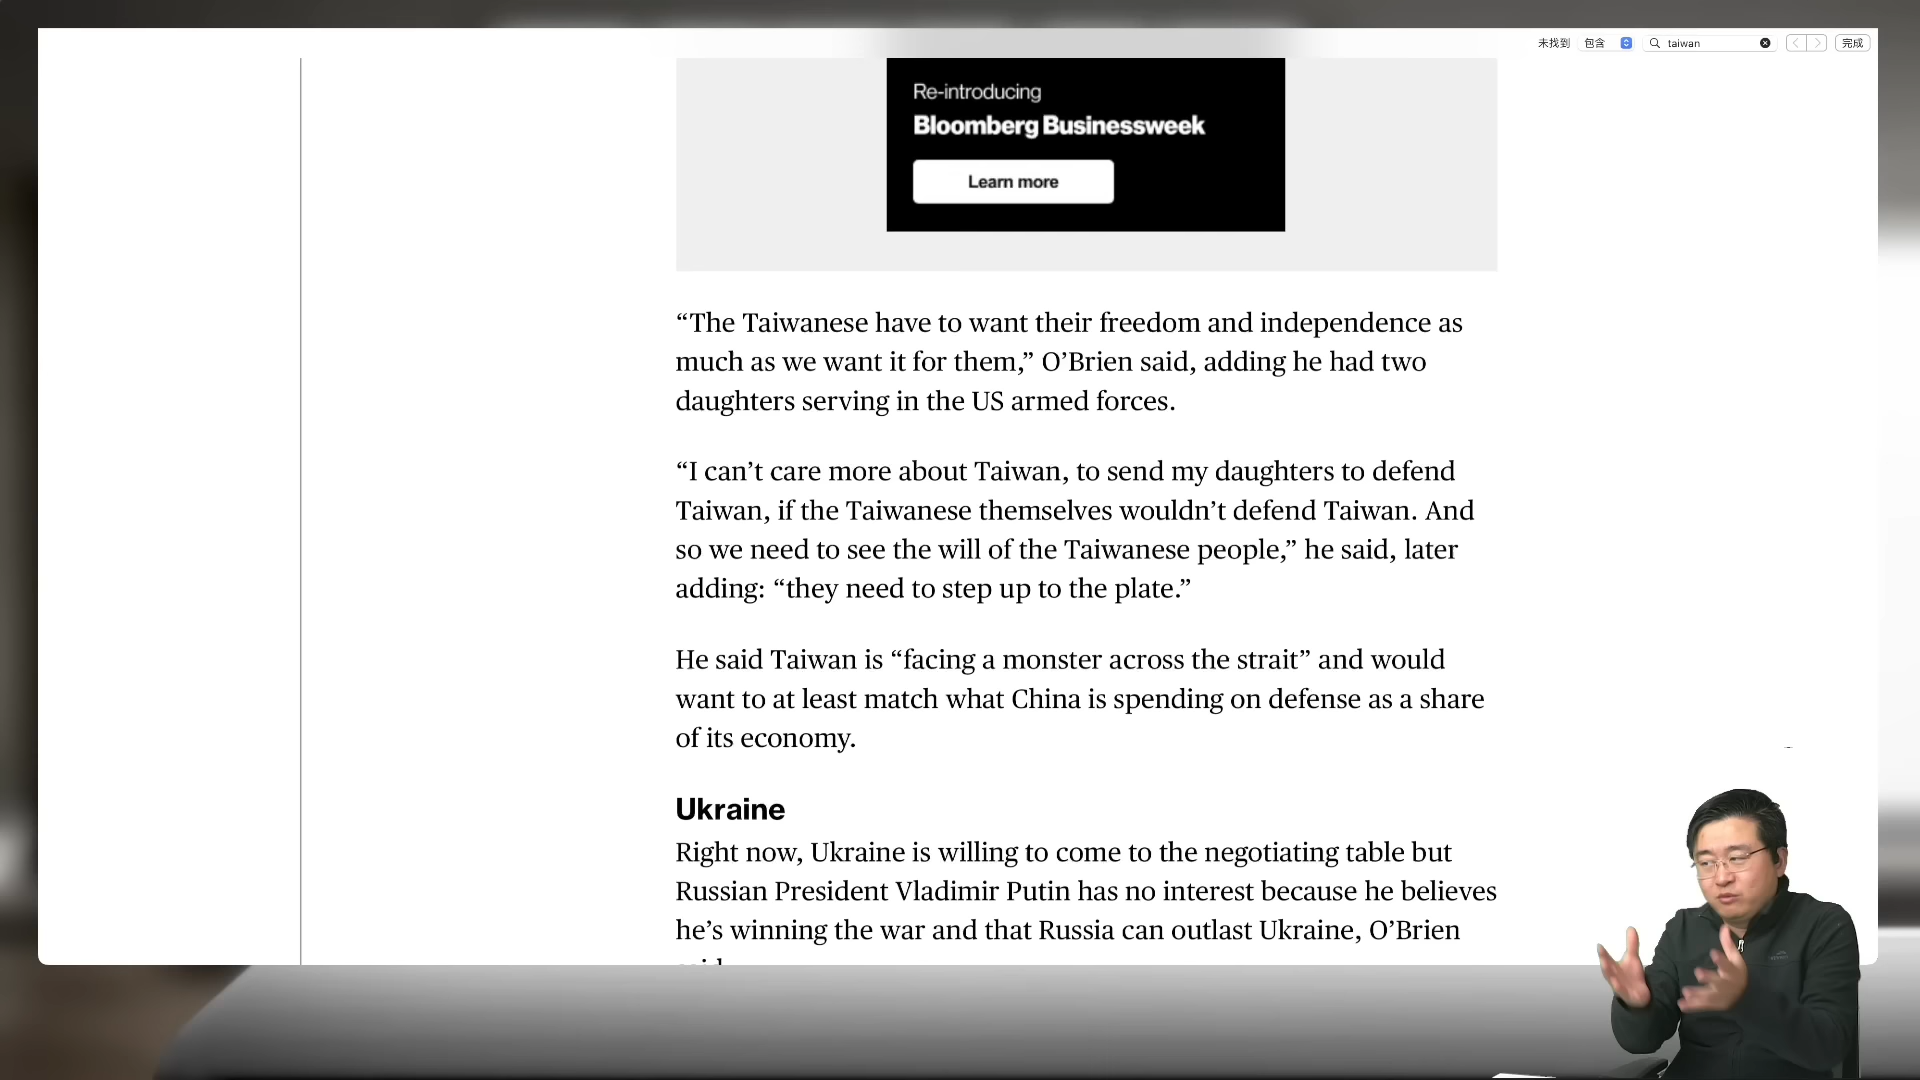 未找到 包含 taiwan 完成
Re-introducing
Bloomberg Businessweek
Learn more
“The Taiwanese have to want their freedom and independence as
much as we want it for them,” O’Brien said, adding he had two
daughters serving in the US armed forces.
“I can’t care more about Taiwan, to send my daughters to defend
Taiwan, if the Taiwanese themselves wouldn’t defend Taiwan. And
so we need to see the will of the Taiwanese people,” he said, later
adding: “they need to step up to the plate.”
He said Taiwan is “facing a monster across the strait” and would
want to at least match what China is spending on defense as a share
of its economy.
Ukraine
Right now, Ukraine is willing to come to the negotiating table but
Russian President Vladimir Putin has no interest because he believes
he’s winning the war and that Russia can outlast Ukraine, O’Brien